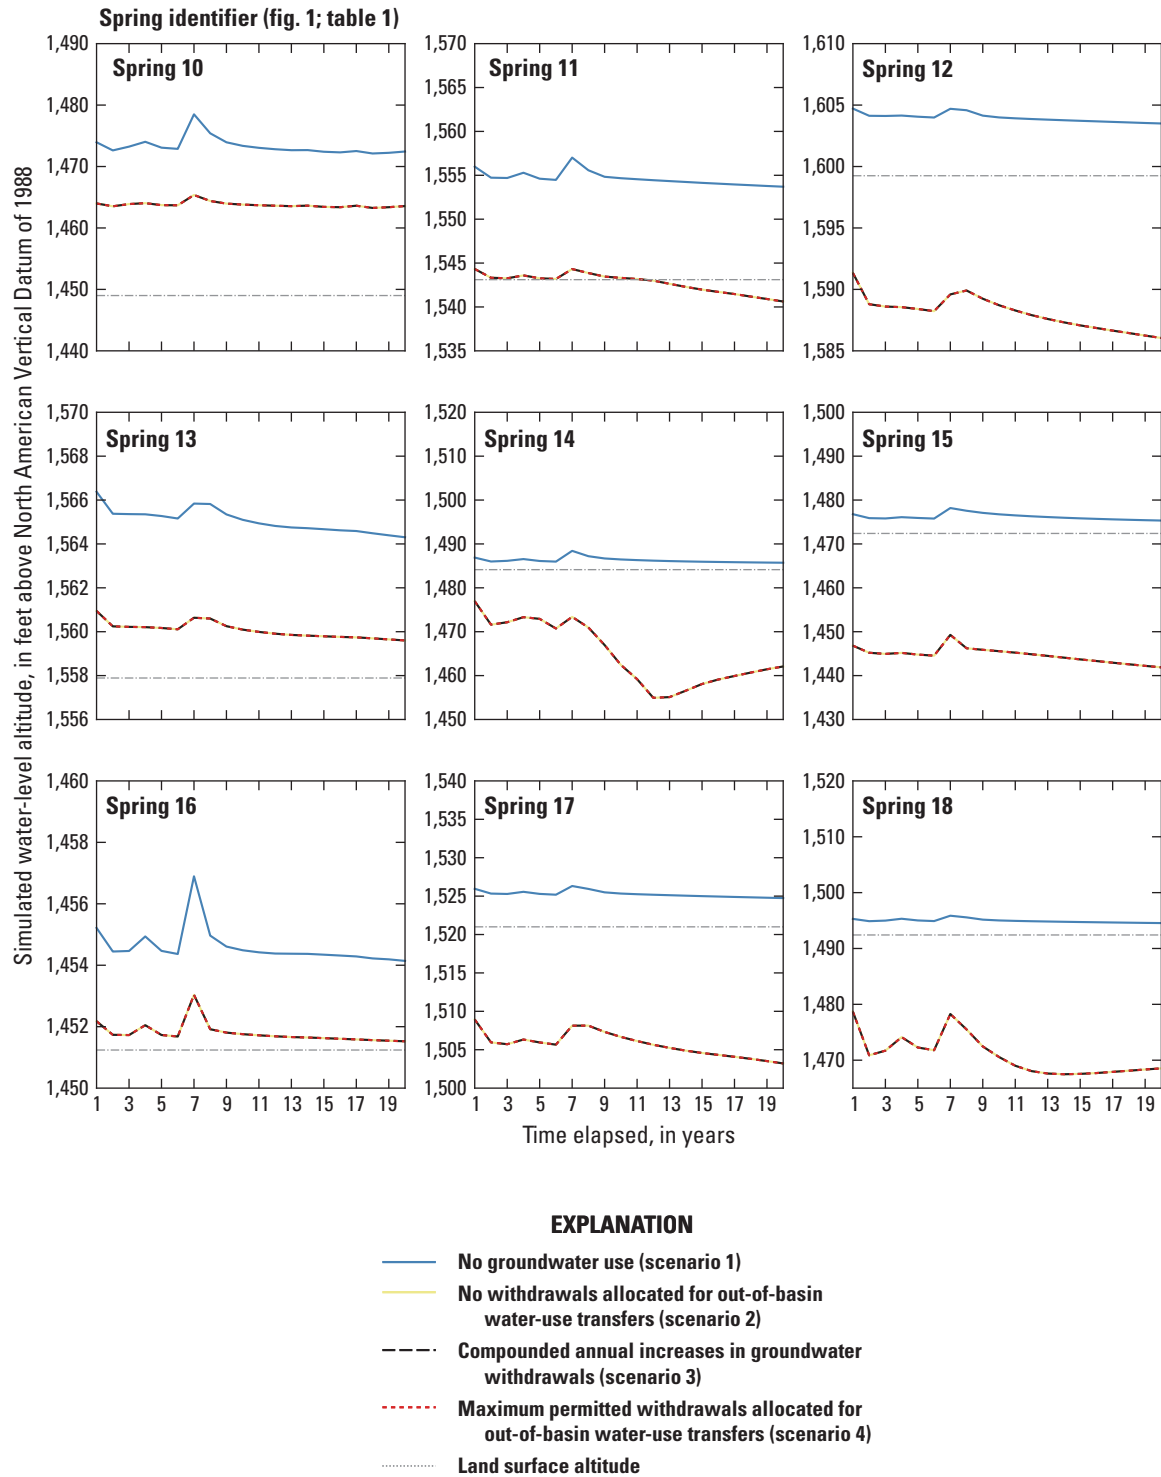 Spring identifier (fig. 1; table 1)
Simulated water-level altitude, in feet above North American Vertical Datum of 1988
Spring 10
1,490
1,480
1,470
1,460
1,450
1,440
Spring 11
1,570
1,565
1,560
1,555
1,550
1,545
1,540
1,535
Spring 12
1,610
1,605
1,600
1,595
1,590
1,585
Spring 13
1,570
1,568
1,566
1,564
1,562
1,560
1,558
1,556
Spring 14
1,520
1,510
1,500
1,490
1,480
1,470
1,460
1,450
Spring 15
1,500
1,490
1,480
1,470
1,460
1,450
1,440
1,430
Spring 16
1,460
1,458
1,456
1,454
1,452
1,450
1 3 5 7 9 11 13 15 17 19
Spring 17
1,540
1,535
1,530
1,525
1,520
1,515
1,510
1,505
1,500
1 3 5 7 9 11 13 15 17 19
Spring 18
1,520
1,510
1,500
1,490
1,480
1,470
1 3 5 7 9 11 13 15 17 19
Time elapsed, in years
EXPLANATION
No groundwater use (scenario 1)
No withdrawals allocated for out-of-basin
water-use transfers (scenario 2)
Compounded annual increases in groundwater
withdrawals (scenario 3)
Maximum permitted withdrawals allocated for
out-of-basin water-use transfers (scenario 4)
Land surface altitude